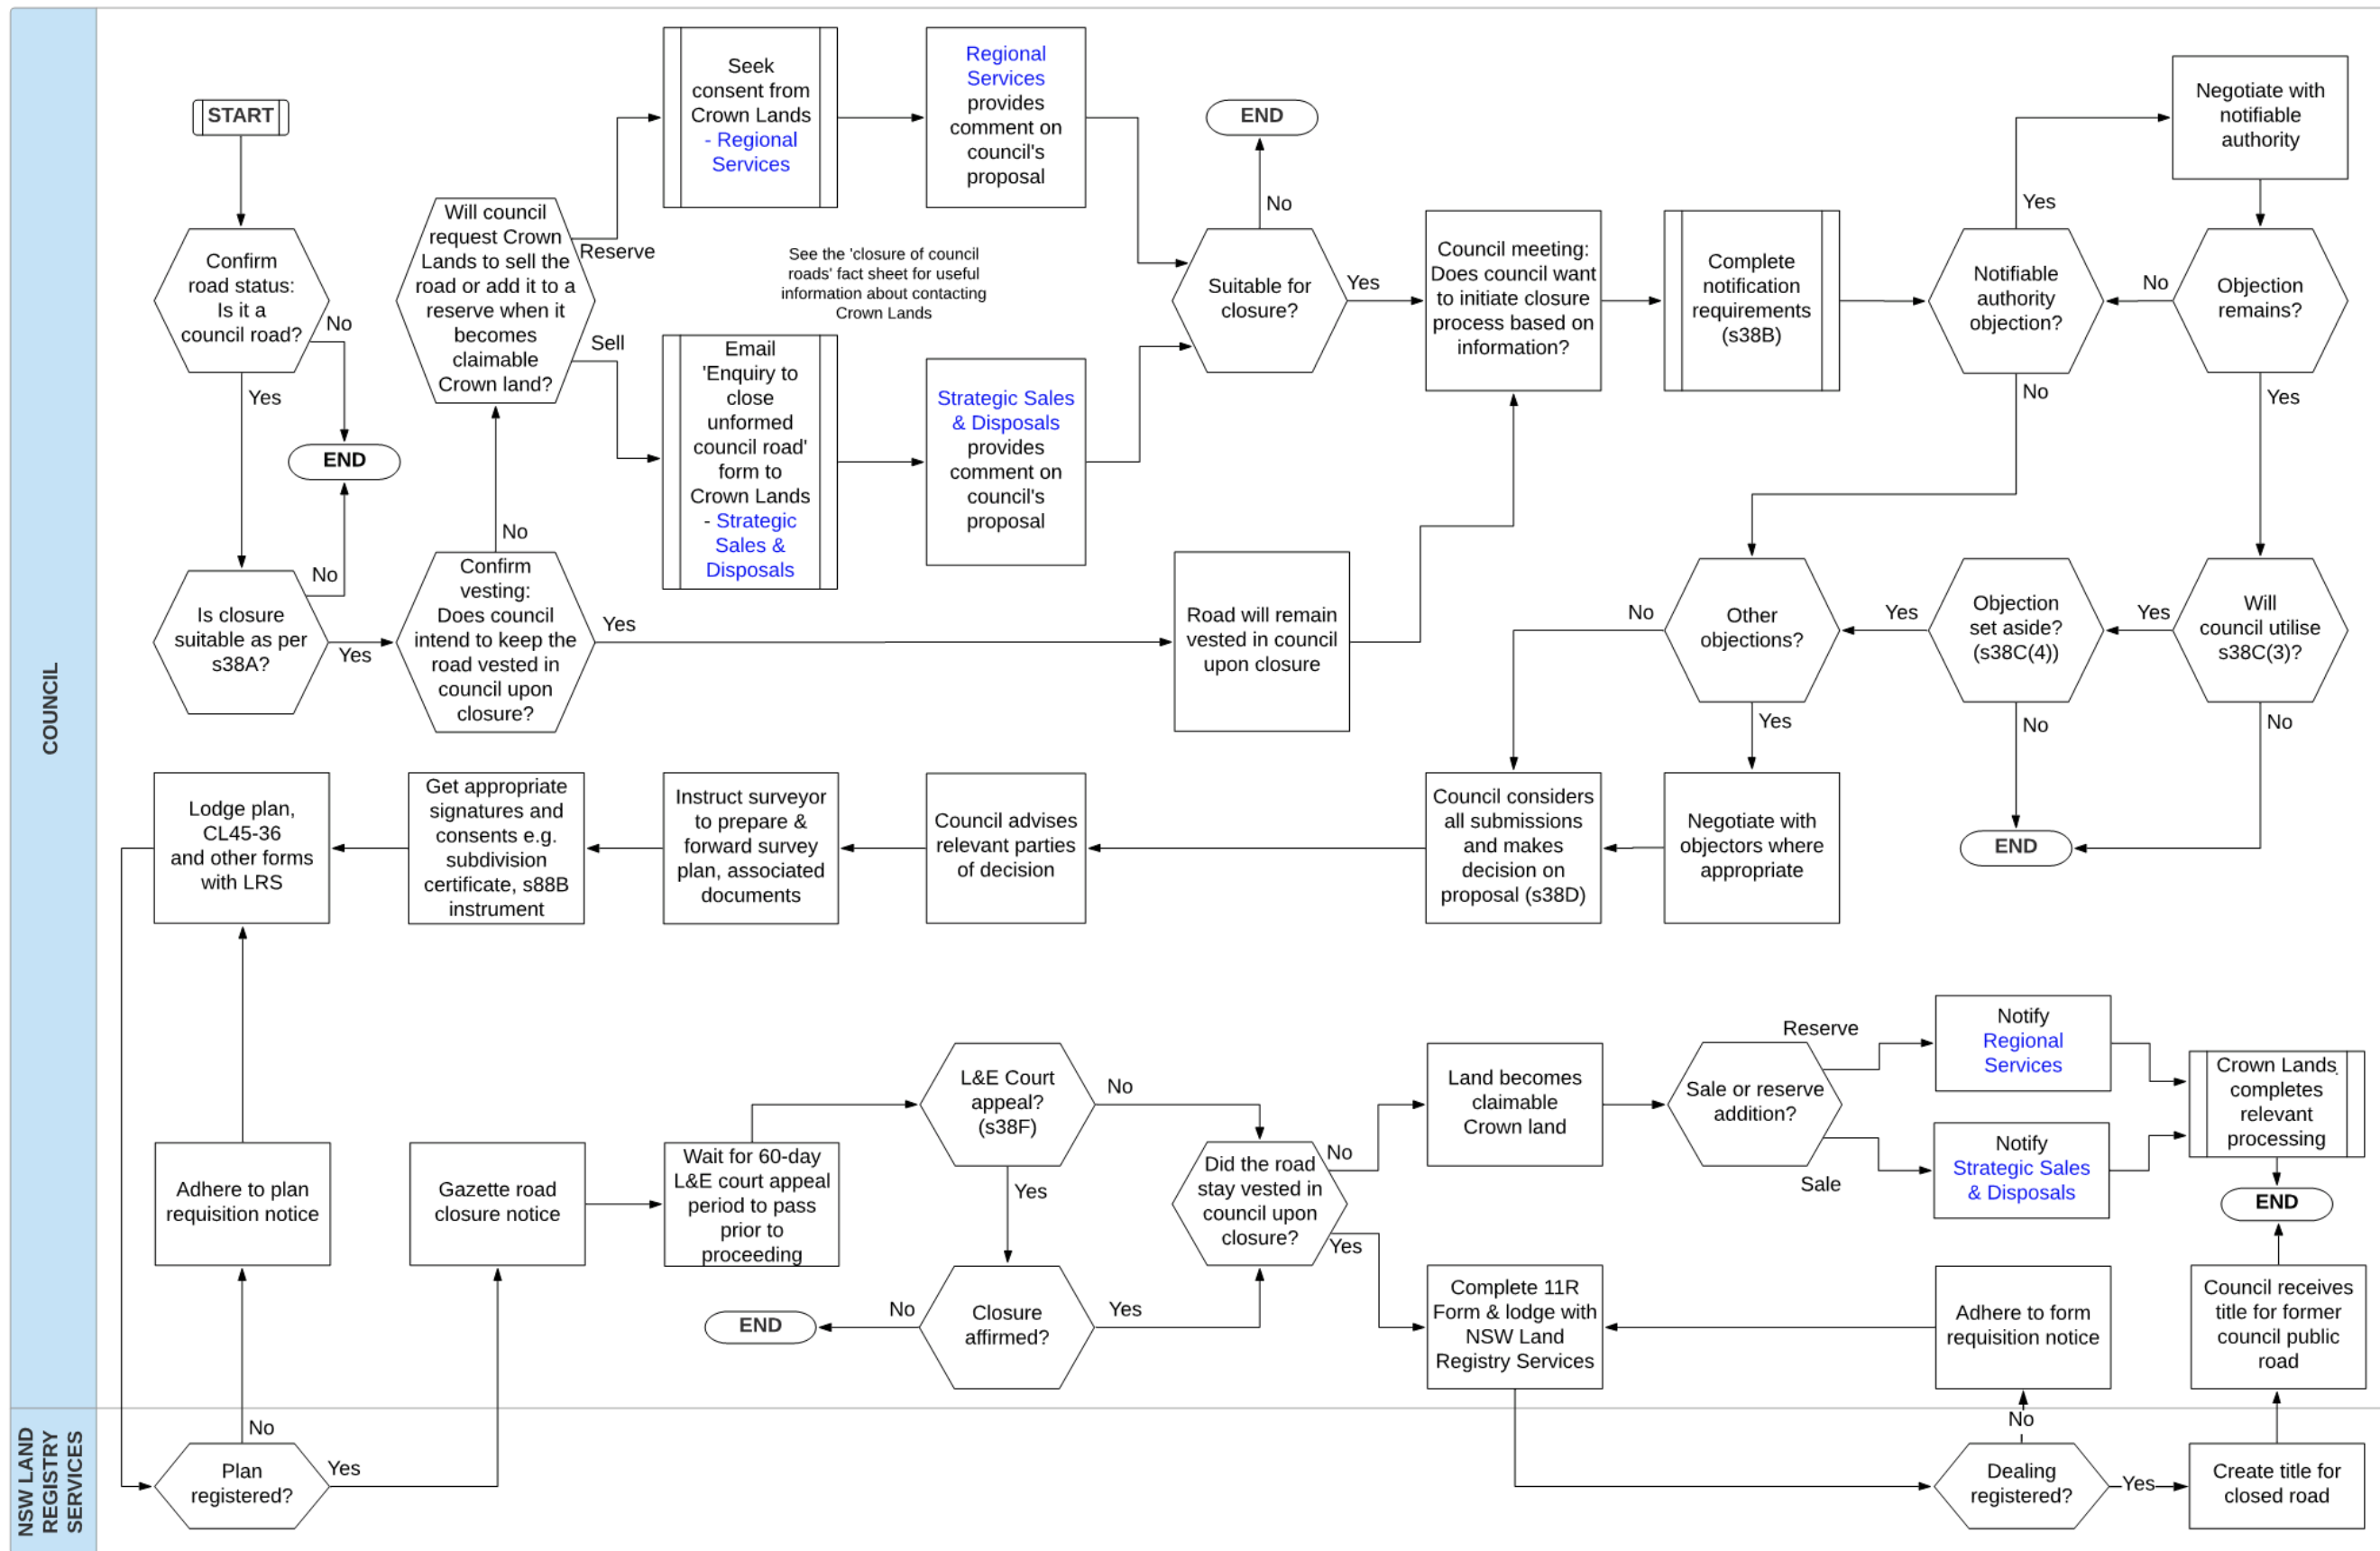 COUNCIL
START
Confirm
road status:
Is it a
council road?
No
Yes
END
No
Is closure
suitable as per
s38A?
Yes
Confirm
vesting:
Does council
intend to keep the
road vested in
council upon
closure?
No
Yes
Will council
request Crown
Lands to sell the
road or add it to a
reserve when it
becomes
claimable
Crown land?
Reserve
Sell
Seek
consent from
Crown Lands
- Regional
Services
Regional
Services
provides
comment on
council's
proposal
See the 'closure of council
roads' fact sheet for useful
information about contacting
Crown Lands
Email
'Enquiry to
close
unformed
council road'
form to
Crown Lands
- Strategic
Sales &
Disposals
Strategic Sales
& Disposals
provides
comment on
council's
proposal
END
No
Suitable for
closure?
Yes
Road will remain
vested in council
upon closure
Council meeting:
Does council want
to initiate closure
process based on
information?
Complete
notification
requirements
(s38B)
Notifiable
authority
objection?
Yes
No
Negotiate with
notifiable
authority
Objection
remains?
No
Yes
Will
council utilise
s38C(3)?
Yes
No
Objection
set aside?
(s38C(4))
Yes
No
END
Other
objections?
No
Yes
Negotiate with
objectors where
appropriate
Council considers
all submissions
and makes
decision on
proposal (s38D)
Council advises
relevant parties
of decision
Instruct surveyor
to prepare &
forward survey
plan, associated
documents
Get appropriate
signatures and
consents e.g.
subdivision
certificate, s88B
instrument
Lodge plan,
CL45-36
and other forms
with LRS
Adhere to plan
requisition notice
Gazette road
closure notice
Wait for 60-day
L&E court appeal
period to pass
prior to
proceeding
L&E Court
appeal?
(s38F)
No
Yes
Closure
affirmed?
No
END
Yes
Did the road
stay vested in
council upon
closure?
No
Yes
Land becomes
claimable
Crown land
Sale or reserve
addition?
Reserve
Sale
Notify
Regional
Services
Notify
Strategic Sales
& Disposals
Crown Lands
completes
relevant
processing
END
Complete 11R
Form & lodge with
NSW Land
Registry Services
Adhere to form
requisition notice
Council receives
title for former
council public
road
NSW LAND
REGISTRY
SERVICES
No
Plan
registered?
Yes
No
Dealing
registered?
Yes
Create title for
closed road